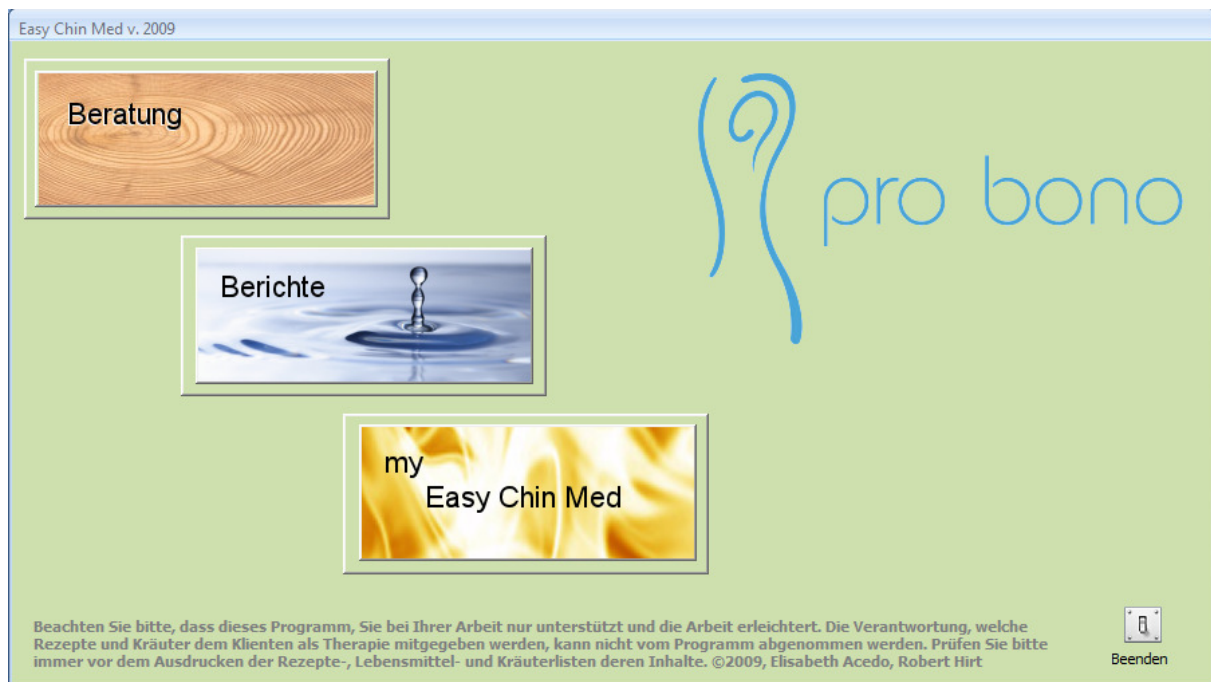 Easy Chin Med v. 2009
Beratung
pro bono
Berichte
my
Easy Chin Med
Beachten Sie bitte, dass dieses Programm, Sie bei Ihrer Arbeit nur unterstützt und die Arbeit erleichtert. Die Verantwortung, welche
Rezepte und Kräuter dem Klienten als Therapie mitgegeben werden, kann nicht vom Programm abgenommen werden. Prüfen Sie bitte
immer vor dem Ausdrucken der Rezepte-, Lebensmittel- und Kräuterlisten deren Inhalte. ©2009, Elisabeth Acedo, Robert Hirt
Beenden